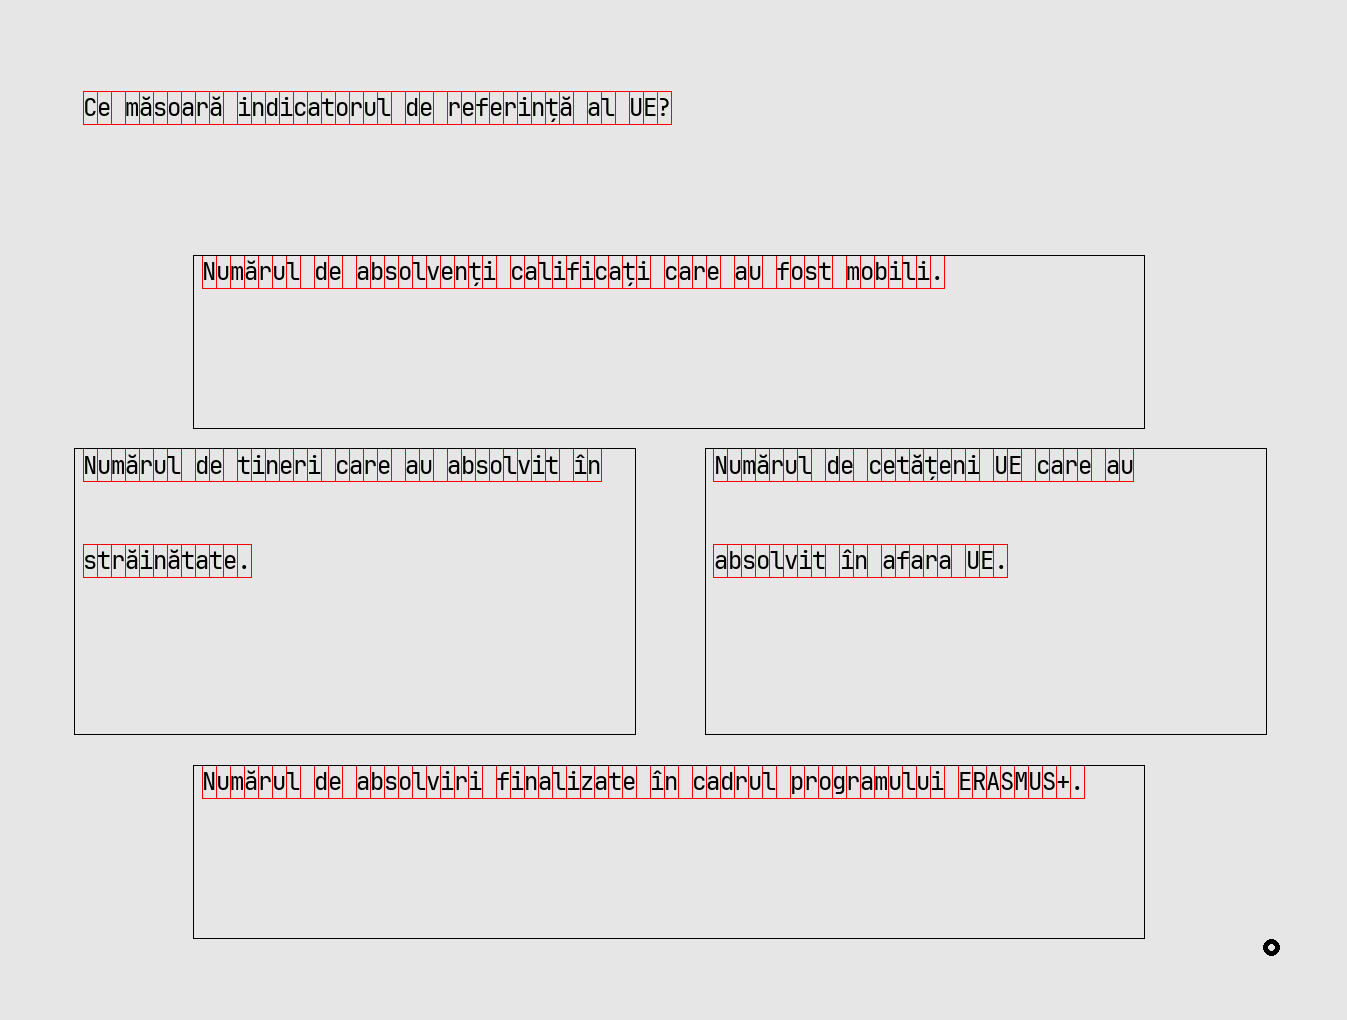 Ce măsoară indicatorul de referință al UE?
Numărul de absolvenți calificați care au fost mobili.
Numărul de tineri care au absolvit în
străinătate.
Numărul de cetățeni UE care au
absolvit în afara UE.
Numărul de absolviri finalizate în cadrul programului ERASMUS+.